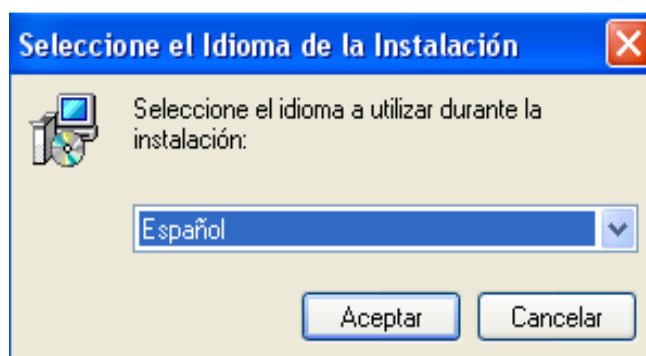 Seleccione el Idioma de la Instalación
Seleccione el idioma a utilizar durante la
instalación:
Español
Aceptar
Cancelar